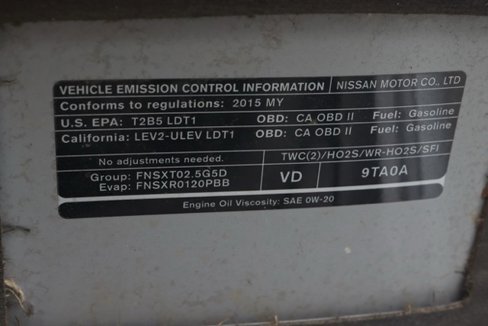 VEHICLE EMISSION CONTROL INFORMATION NISSAN MOTOR CO., LTD
Conforms to regulations: 2015 MY
U.S. EPA: T2B5 LDT1 OBD: CA OBD II Fuel: Gasoline
California: LEV2-ULEV LDT1 OBD: CA OBD II Fuel: Gasoline
No adjustments needed. TWC(2)/HO2S/WR-HO2S/SFI
Group: FNSXT02.5G5D
Evap: FNSXR0120PBB
VD 9TA0A
Engine Oil Viscosity: SAE 0W-20